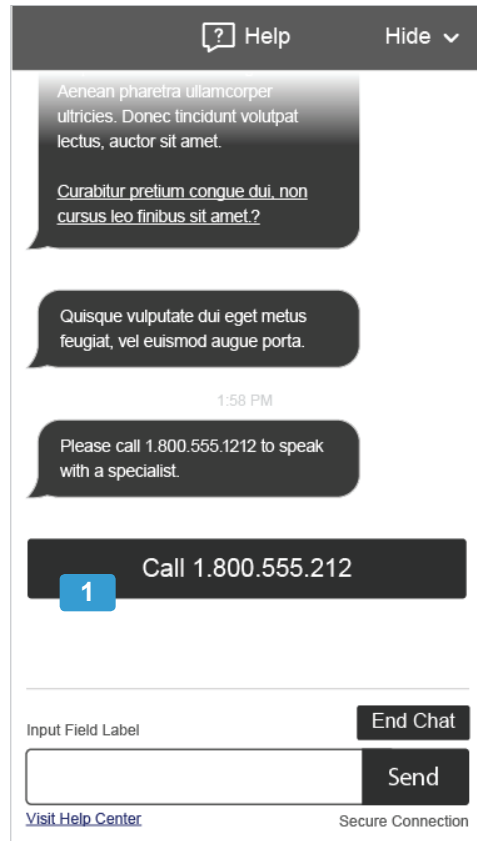 ? Help Hide
Aenean pharetra ullamcorper
ultricies. Donec tincidunt volutpat
lectus, auctor sit amet.
Curabitur pretium congue dui, non
cursus leo finibus sit amet.?
Quisque vulputate dui eget metus
feugiat, vel euismod augue porta.
1:58 PM
Please call 1.800.555.1212 to speak
with a specialist.
Call 1.800.555.212
1
Input Field Label
End Chat
Send
Visit Help Center
Secure Connection